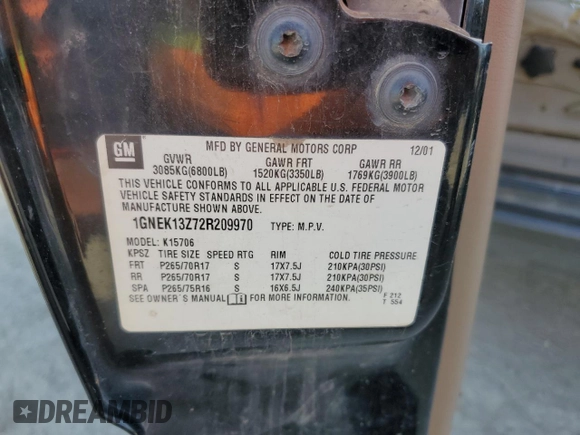 GM
MFD BY GENERAL MOTORS CORP 12/01
GVWR GAWR FRT GAWR RR
3085KG(6800LB) 1520KG(3350LB) 1769KG(3900LB)
THIS VEHICLE CONFORMS TO ALL APPLICABLE U.S. FEDERAL MOTOR
VEHICLE SAFETY STANDARDS IN EFFECT ON THE DATE OF
MANUFACTURE SHOWN ABOVE.
1GNEK13Z72R209970 TYPE: M.P.V.
MODEL: K15706
KPSZ TIRE SIZE SPEED RTG RIM COLD TIRE PRESSURE
FRT P265/70R17 S 17X7.5J 210KPA(30PSI)
RR P265/70R17 S 17X7.5J 210KPA(30PSI)
SPA P265/75R16 S 16X6.5J 240KPA(35PSI)
SEE OWNER'S MANUAL FOR MORE INFORMATION. F 212
T 554
DREAMBID